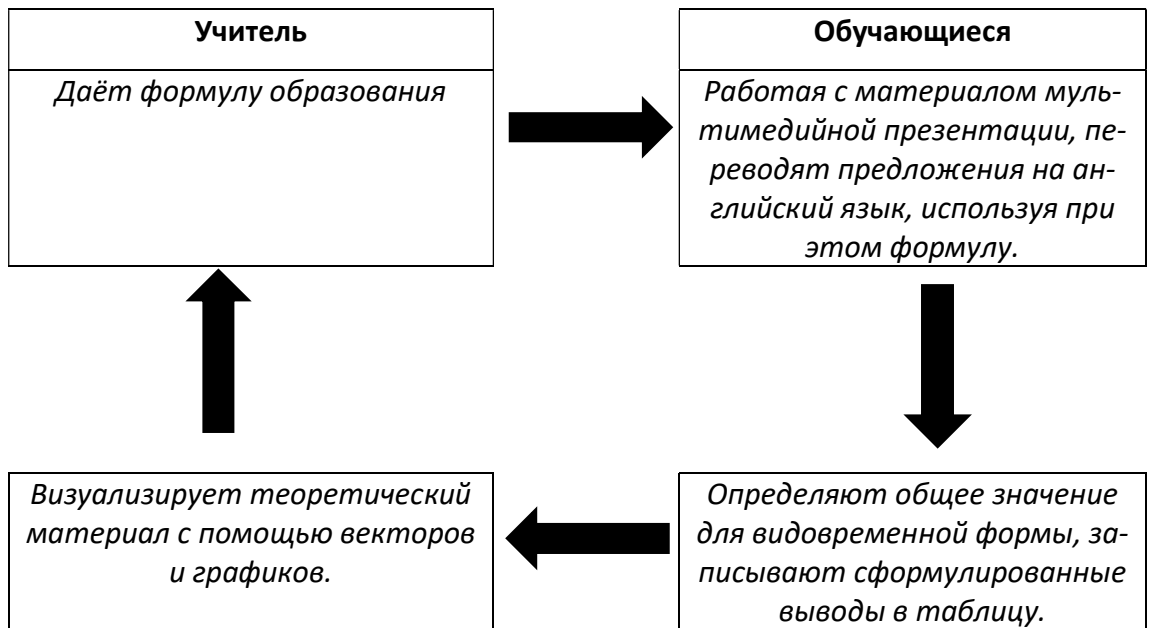 Учитель
Даёт формулу образования
Обучающиеся
Работая с материалом муль-
тимедийной презентации, пе-
реводят предложения на ан-
глийский язык, используя при
этом формулу.
Визуализирует теоретический
материал с помощью векторов
и графиков.
Определяют общее значение
для видовременной формы, за-
писывают сформулированные
выводы в таблицу.